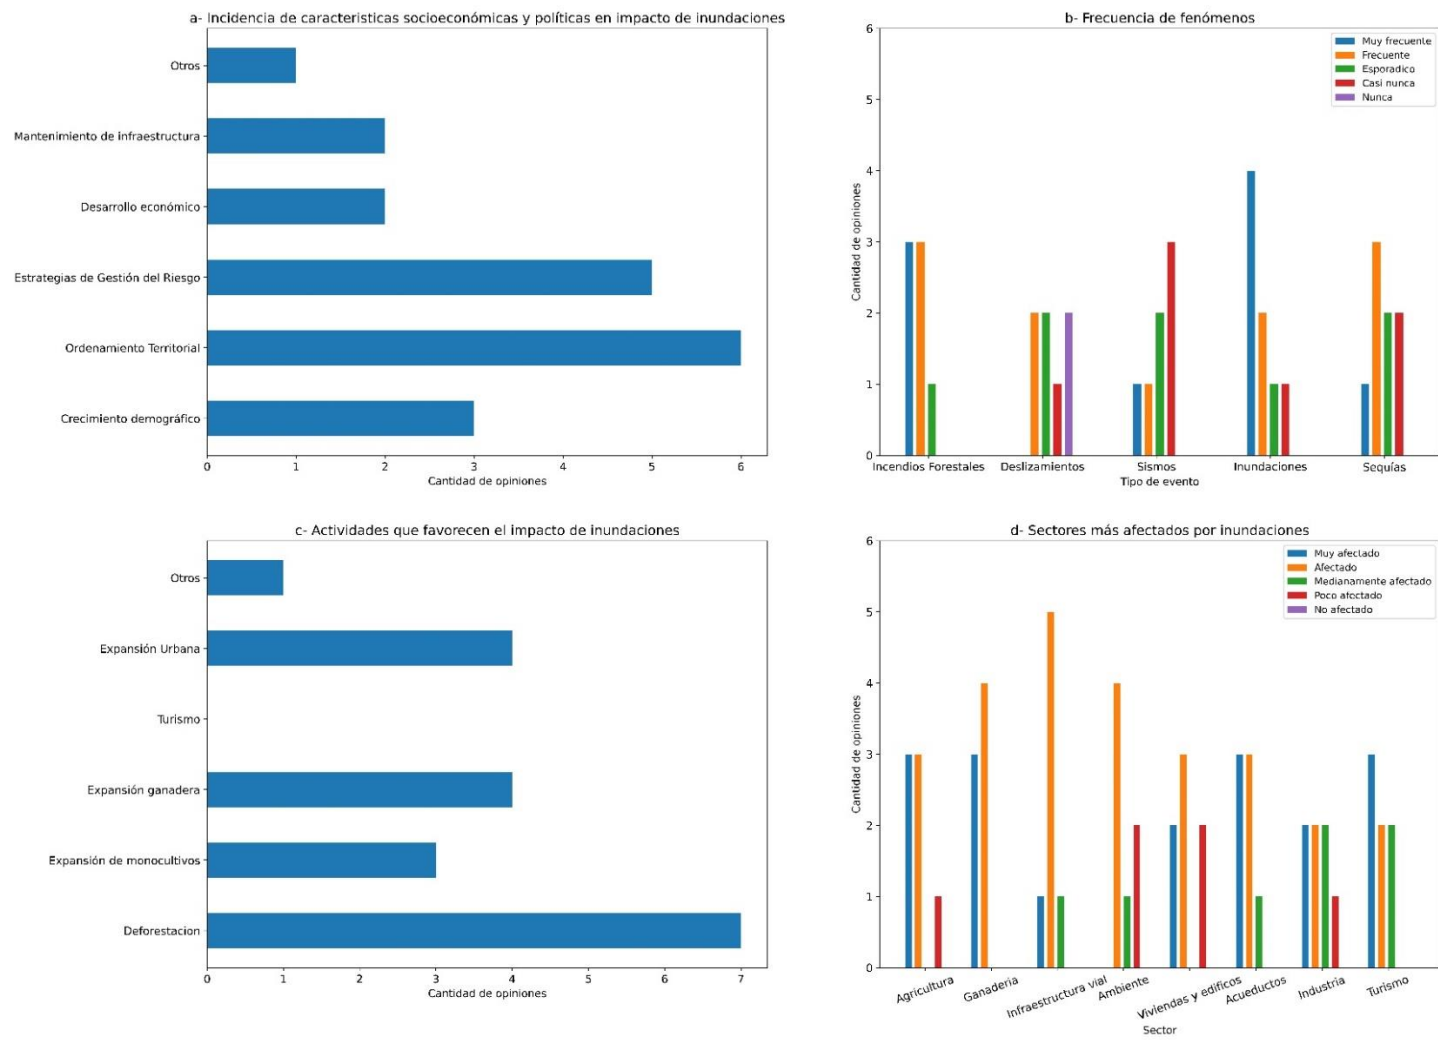 a- Incidencia de caracteristicas socioeconómicas y políticas en impacto de inundaciones
Otros
Mantenimiento de infraestructura
Desarrollo económico
Estrategias de Gestión del Riesgo
Ordenamiento Territorial
Crecimiento demográfico
0 1 2 3 4 5 6
Cantidad de opiniones
b- Frecuencia de fenómenos
6
5
4
3
2
1
0
Cantidad de opiniones
Muy frecuente
Frecuente
Esporadico
Casi nunca
Nunca
Incendios Forestales Deslizamientos Sismos Inundaciones Sequías
Tipo de evento
c- Actividades que favorecen el impacto de inundaciones
Otros
Expansión Urbana
Turismo
Expansión ganadera
Expansión de monocultivos
Deforestacion
0 1 2 3 4 5 6 7
Cantidad de opiniones
d- Sectores más afectados por inundaciones
6
5
4
3
2
1
0
Cantidad de opiniones
Muy afectado
Afectado
Medianamente afectado
Poco afectado
No afectado
Agricultura Ganaderia Infraestructura vial Ambiente Viviendas y edificos Acueductos Industria Turismo
Sector